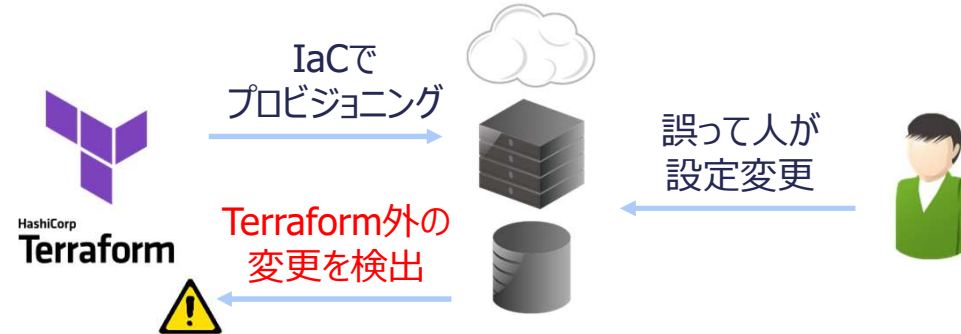 IaCで
プロビジョニング
誤って人が
設定変更
HashiCorp
Terraform
Terraform外の
変更を検出